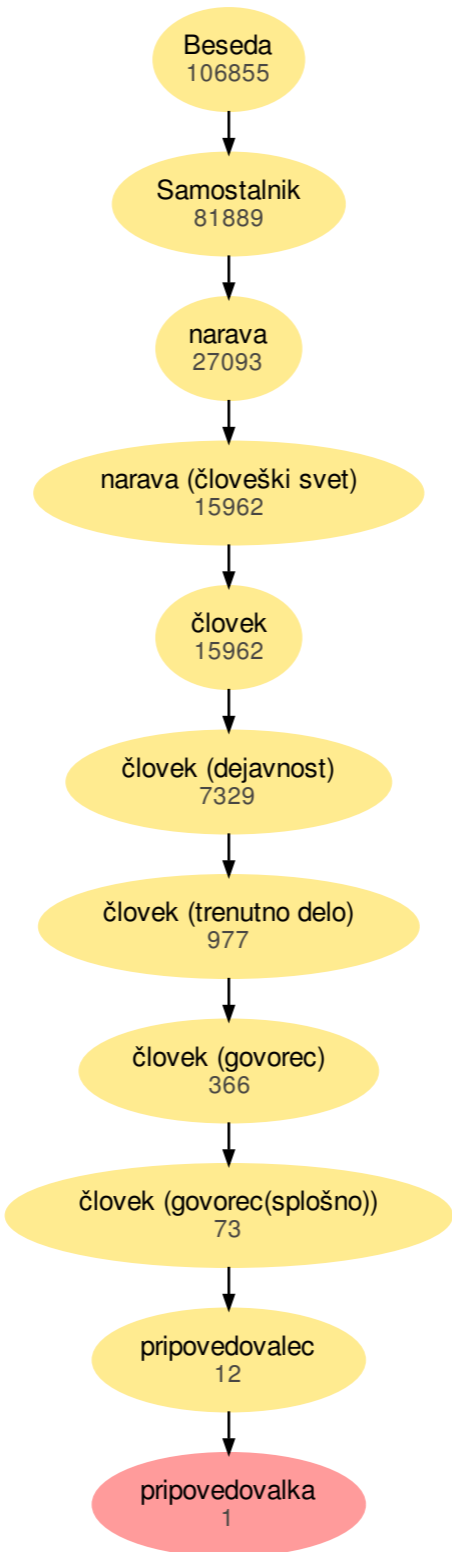 Beseda
106855
Samostalnik
81889
narava
27093
narava (človeški svet)
15962
človek
15962
človek (dejavnost)
7329
človek (trenutno delo)
977
človek (govorec)
366
človek (govorec(splošno))
73
pripovedovalec
12
pripovedovalka
1